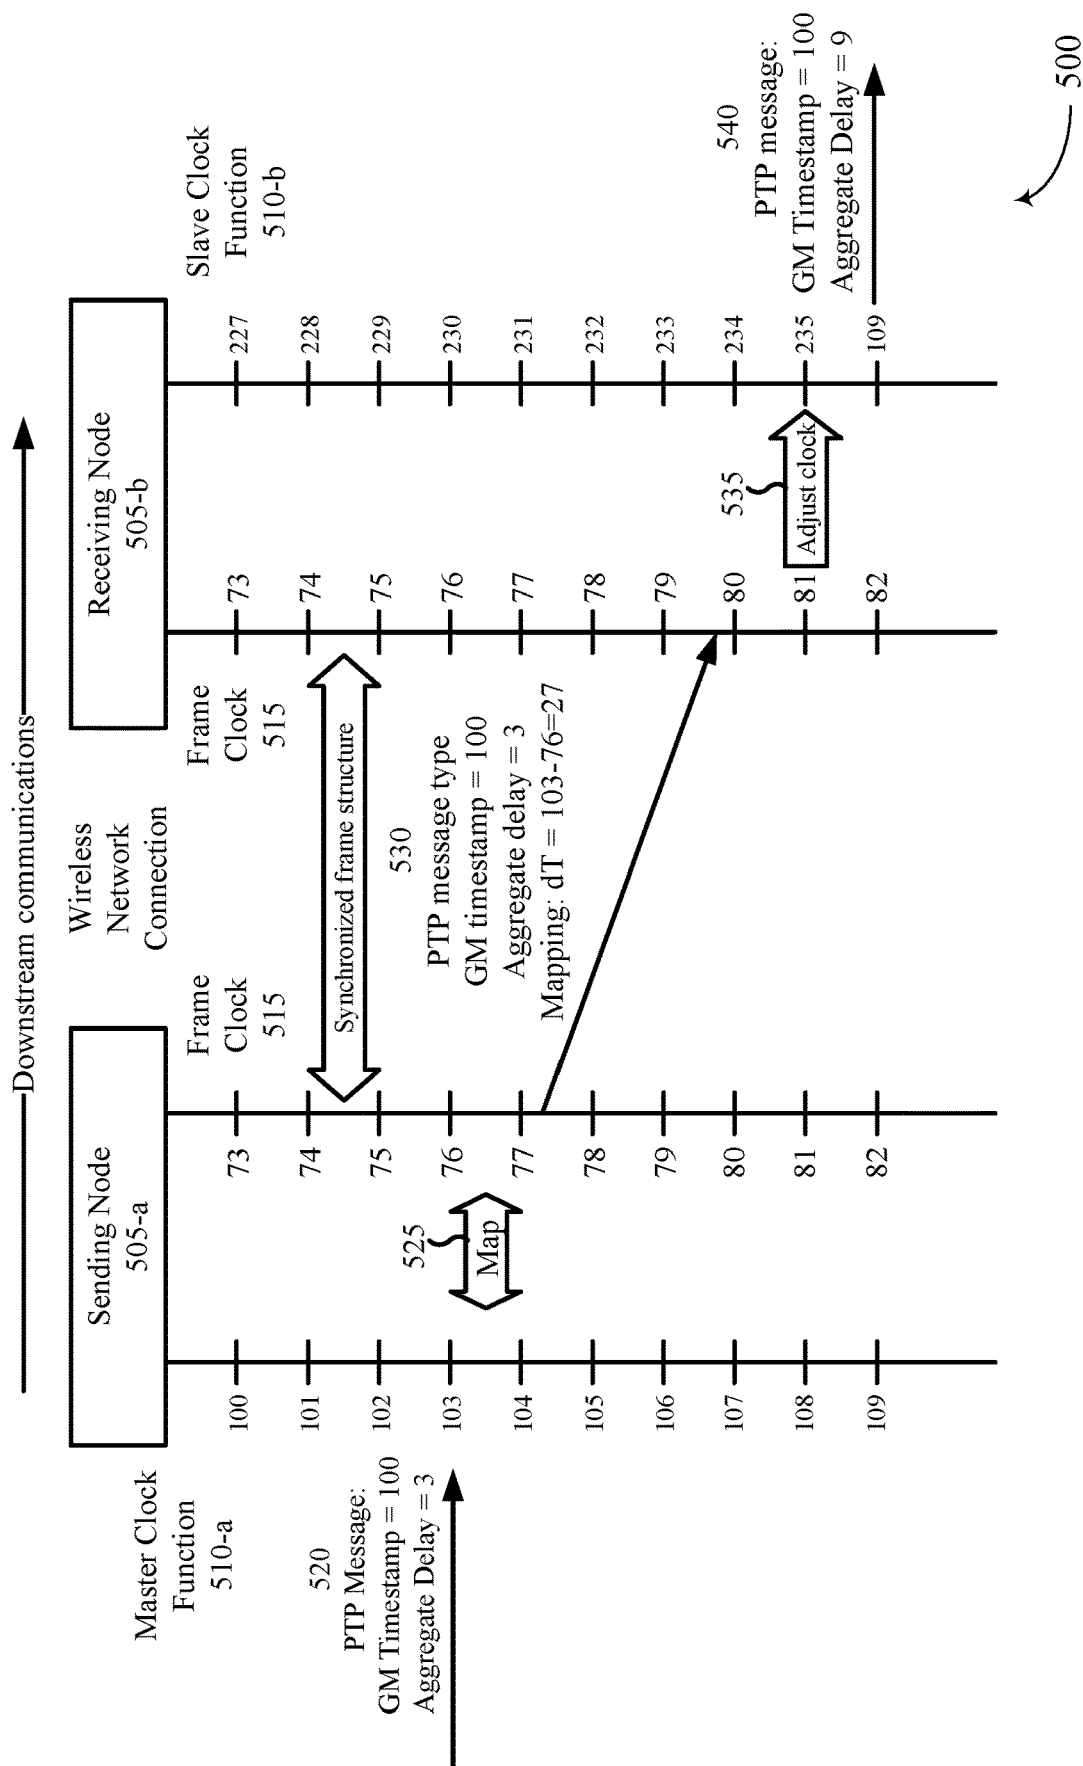 Downstream communications
Sending Node
505-a
Wireless
Network
Connection
Receiving Node
505-b
Master Clock
Function
510-a
Frame
Clock
515
Frame
Clock
515
Slave Clock
Function
510-b
100
101
102
103
104
105
106
107
108
109
73
74
75
76
77
78
79
80
81
82
73
74
75
76
77
78
79
80
81
82
227
228
229
230
231
232
233
234
235
109
Synchronized frame structure
520
PTP Message:
GM Timestamp = 100
Aggregate Delay = 3
525
Map
530
PTP message type
GM timestamp = 100
Aggregate delay = 3
Mapping: dT = 103-76=27
535
Adjust clock
540
PTP message:
GM Timestamp = 100
Aggregate Delay = 9
500